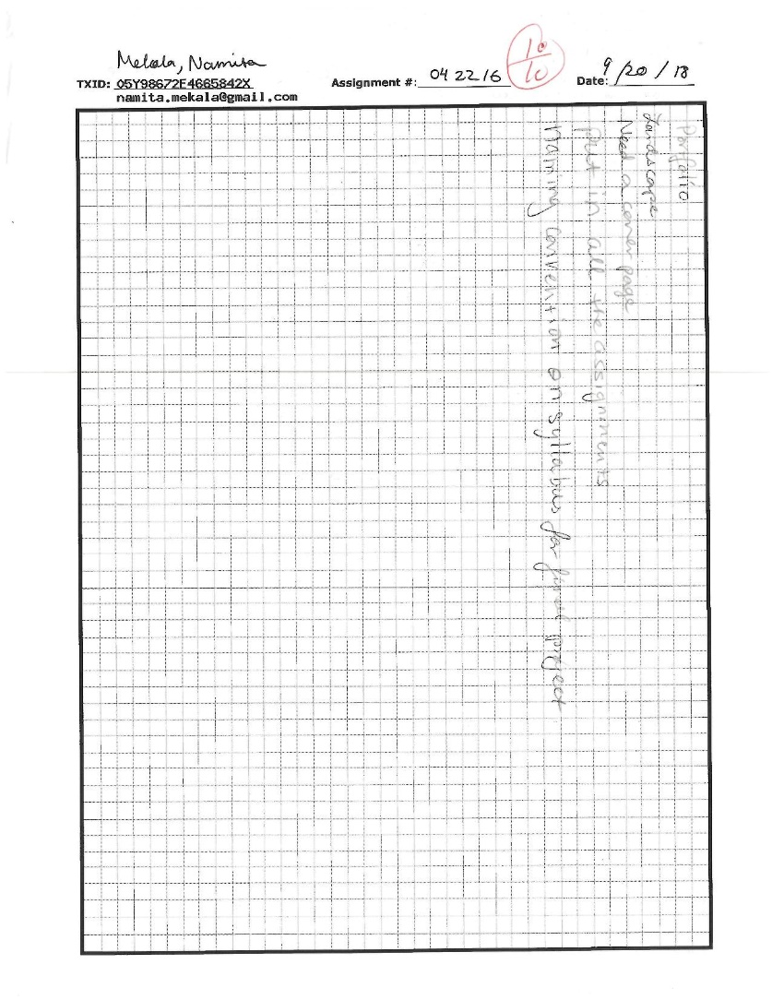 Mekala, Namita
TXID: 05Y98672E4665842X
namita.mekala@gmail.com
Assignment #: 04 22 16
10/10
Date: 9/20/18
Portfolio
Landscape
Need a cover page
Put in all the assignments
Naming convention on syllabus for final project